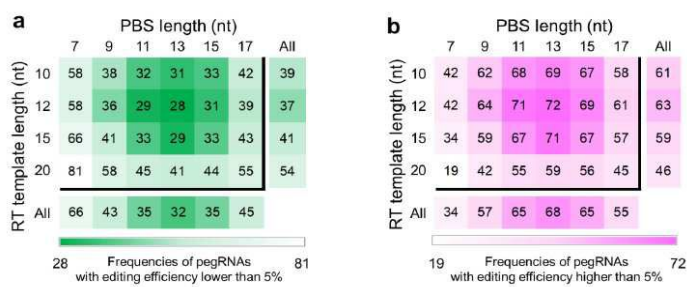 a
PBS length (nt)
7 9 11 13 15 17 All
RT template length (nt)
10 58 38 32 31 33 42 39
12 58 36 29 28 31 39 37
15 66 41 33 29 33 43 41
20 81 58 45 41 44 55 54
All 66 43 35 32 35 45
28 Frequencies of pegRNAs 81
with editing efficiency lower than 5%
b
PBS length (nt)
7 9 11 13 15 17 All
RT template length (nt)
10 42 62 68 69 67 58 61
12 42 64 71 72 69 61 63
15 34 59 67 71 67 57 59
20 19 42 55 59 56 45 46
All 34 57 65 68 65 55
19 Frequencies of pegRNAs 72
with editing efficiency higher than 5%